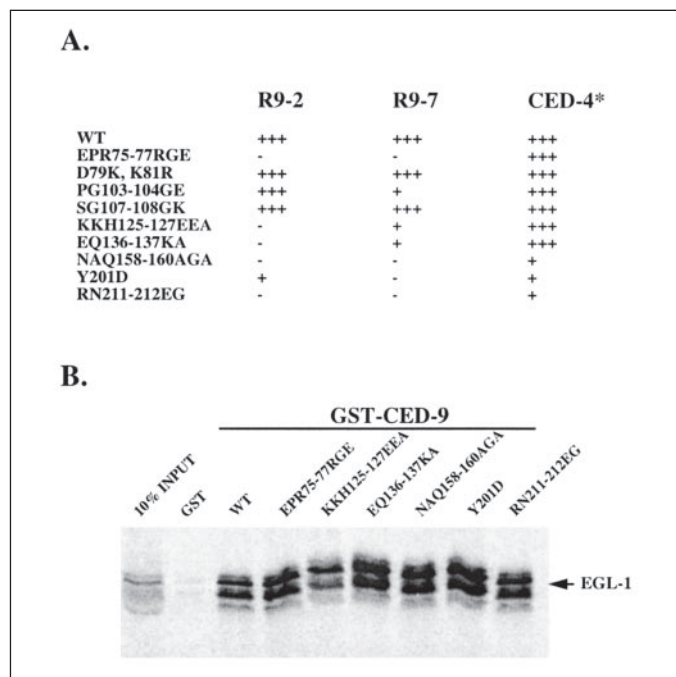 A.
R9-2 R9-7 CED-4*
WT +++ +++ +++
EPR75-77RGE - - +++
D79K, K81R +++ +++ +++
PG103-104GE +++ + +++
SG107-108GK +++ +++ +++
KKH125-127EEA - + +++
EQ136-137KA - + +++
NAQ158-160AGA - - +
Y201D + - +
RN211-212EG - - +
B.
GST-CED-9
10% INPUT GST WT EPR75-77RGE KKH125-127EEA EQ136-137KA NAQ158-160AGA Y201D RN211-212EG
EGL-1